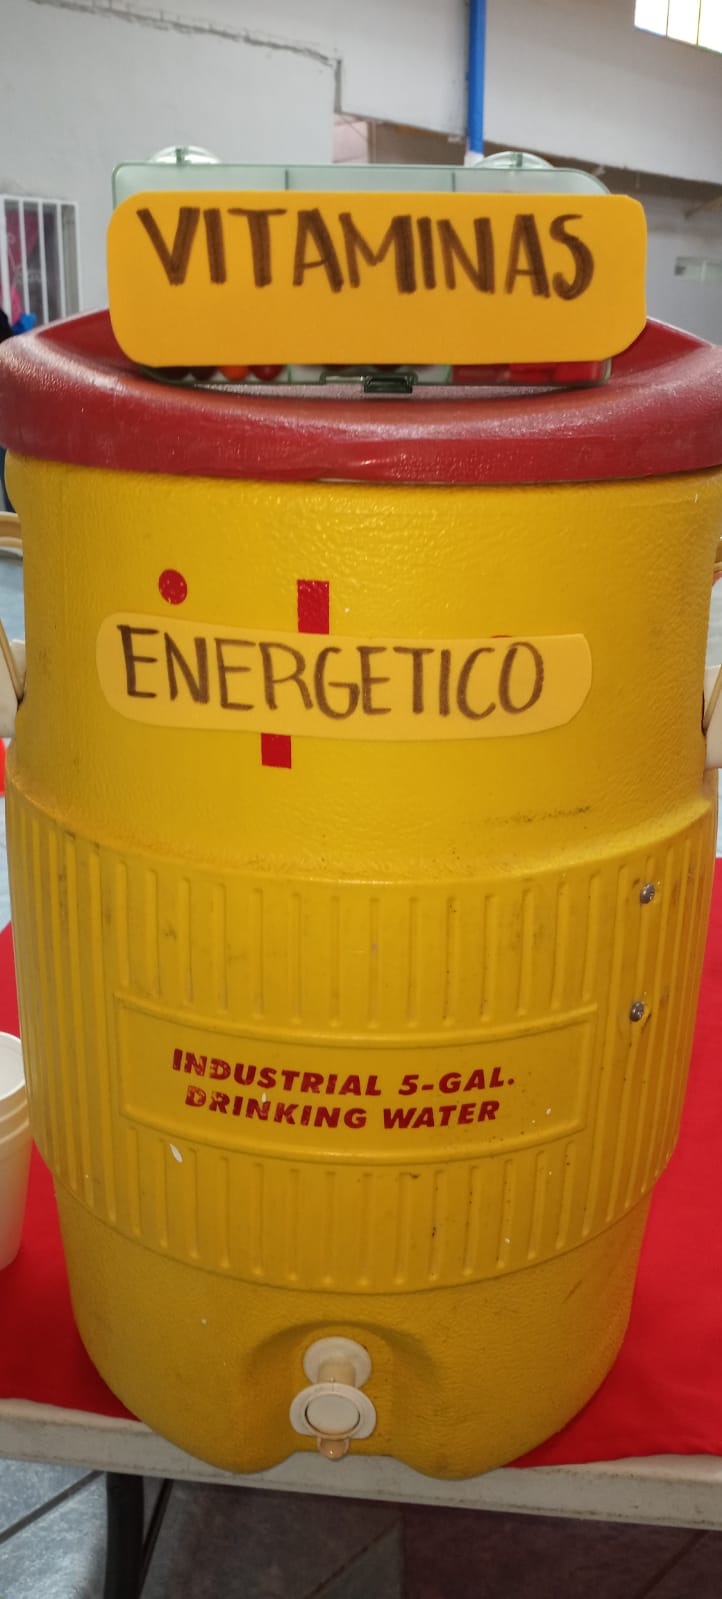 VITAMINAS
ENERGETICO
INDUSTRIAL 5-GAL.
DRINKING WATER